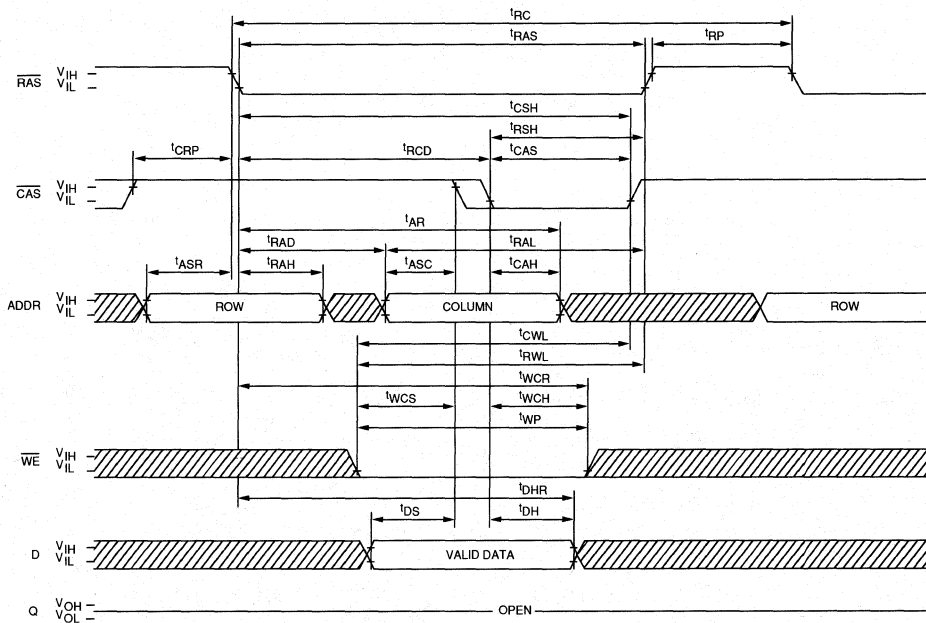 tRC
tRAS
tRP
RAS VIH
VIL
tCSH
tRSH
tCRP tRCD tCAS
CAS VIH
VIL
tAR
tRAD tRAL
tASR tRAH tASC tCAH
ADDR VIH
VIL
ROW COLUMN ROW
tCWL
tRWL
tWCR
tWCS tWCH
tWP
WE VIH
VIL
tDHR
tDS tDH
D VIH
VIL
VALID DATA
Q VOH
VOL
OPEN